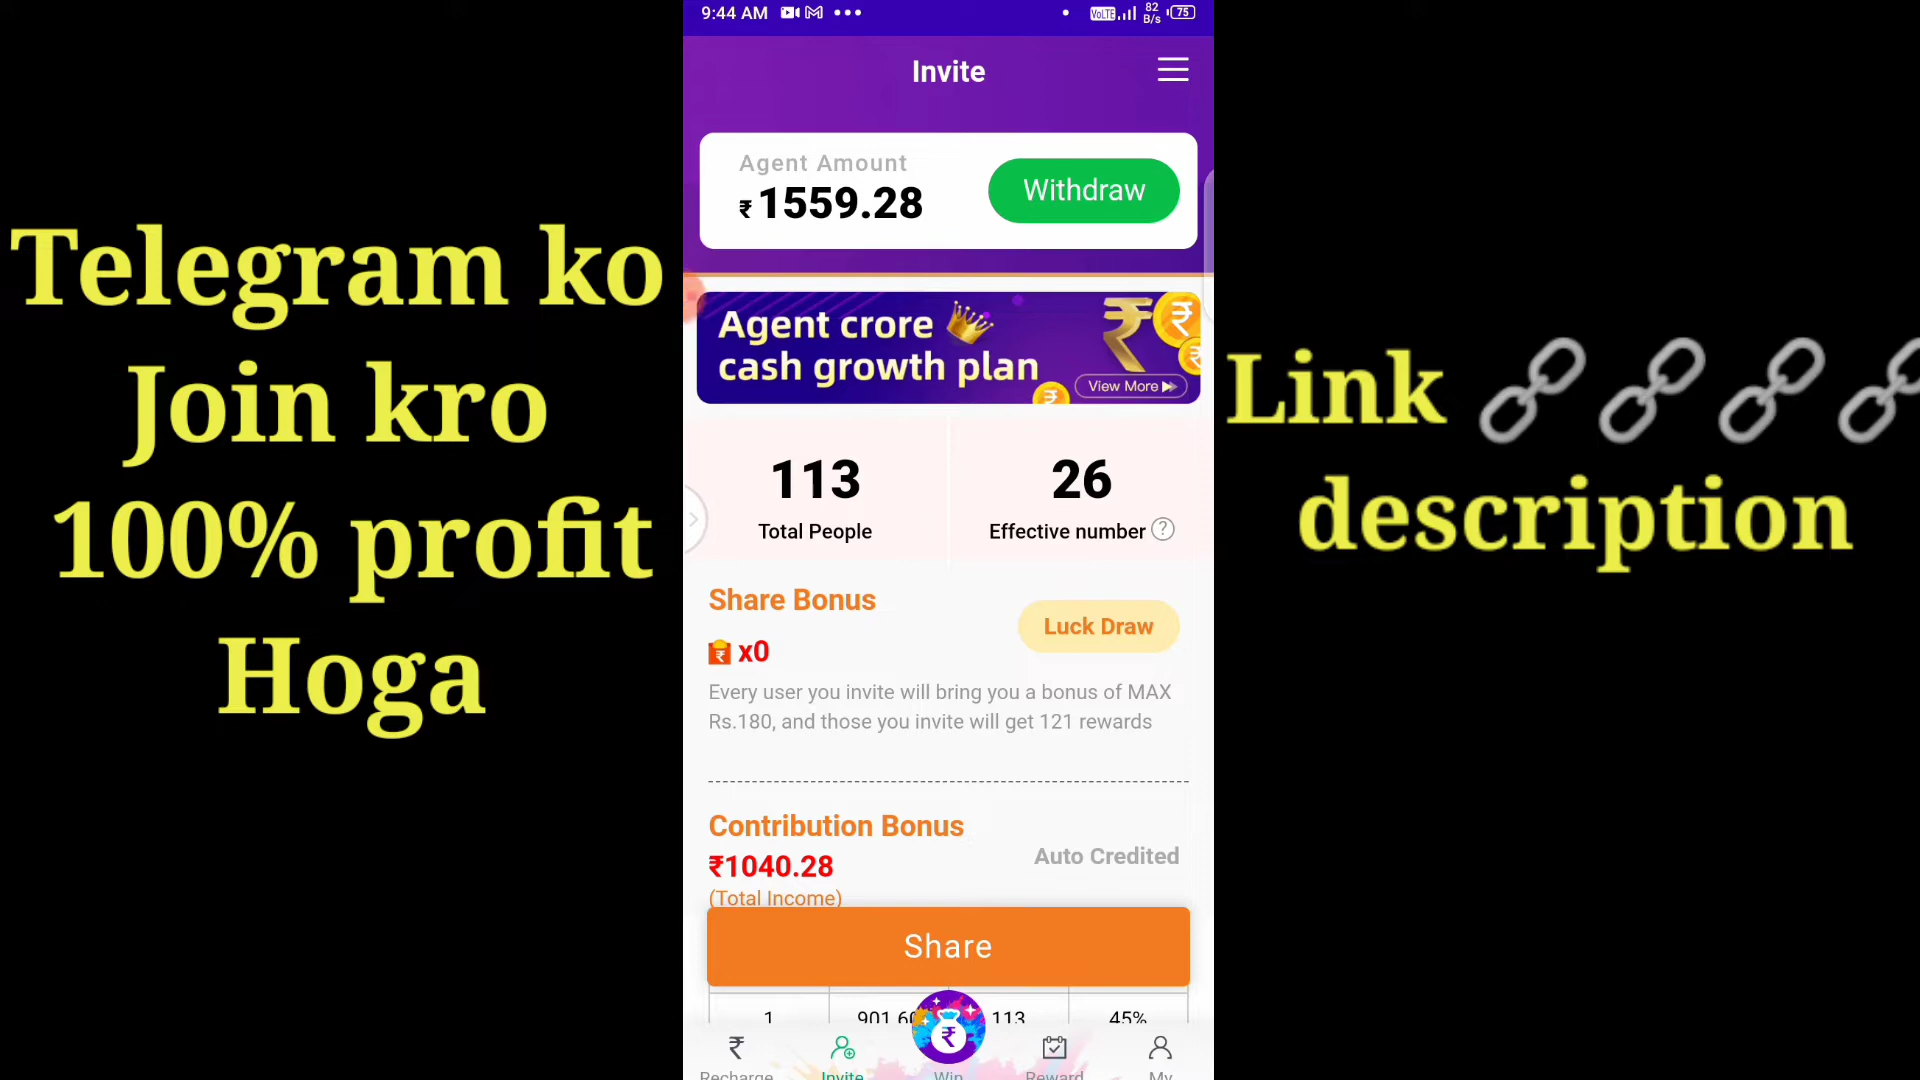 9:44 AM
VoLTE
82
B/s
75
Invite
Agent Amount
₹1559.28
Withdraw
Telegram ko
Join kro
100% profit
Hoga
Agent crore
cash growth plan
View More
Link
description
113
Total People
26
Effective number ?
Share Bonus
x0
Luck Draw
Every user you invite will bring you a bonus of MAX
Rs.180, and those you invite will get 121 rewards
Contribution Bonus
₹1040.28
(Total Income)
Auto Credited
Share
1
113
45%
Recharge
Invite
Win
Reward
My